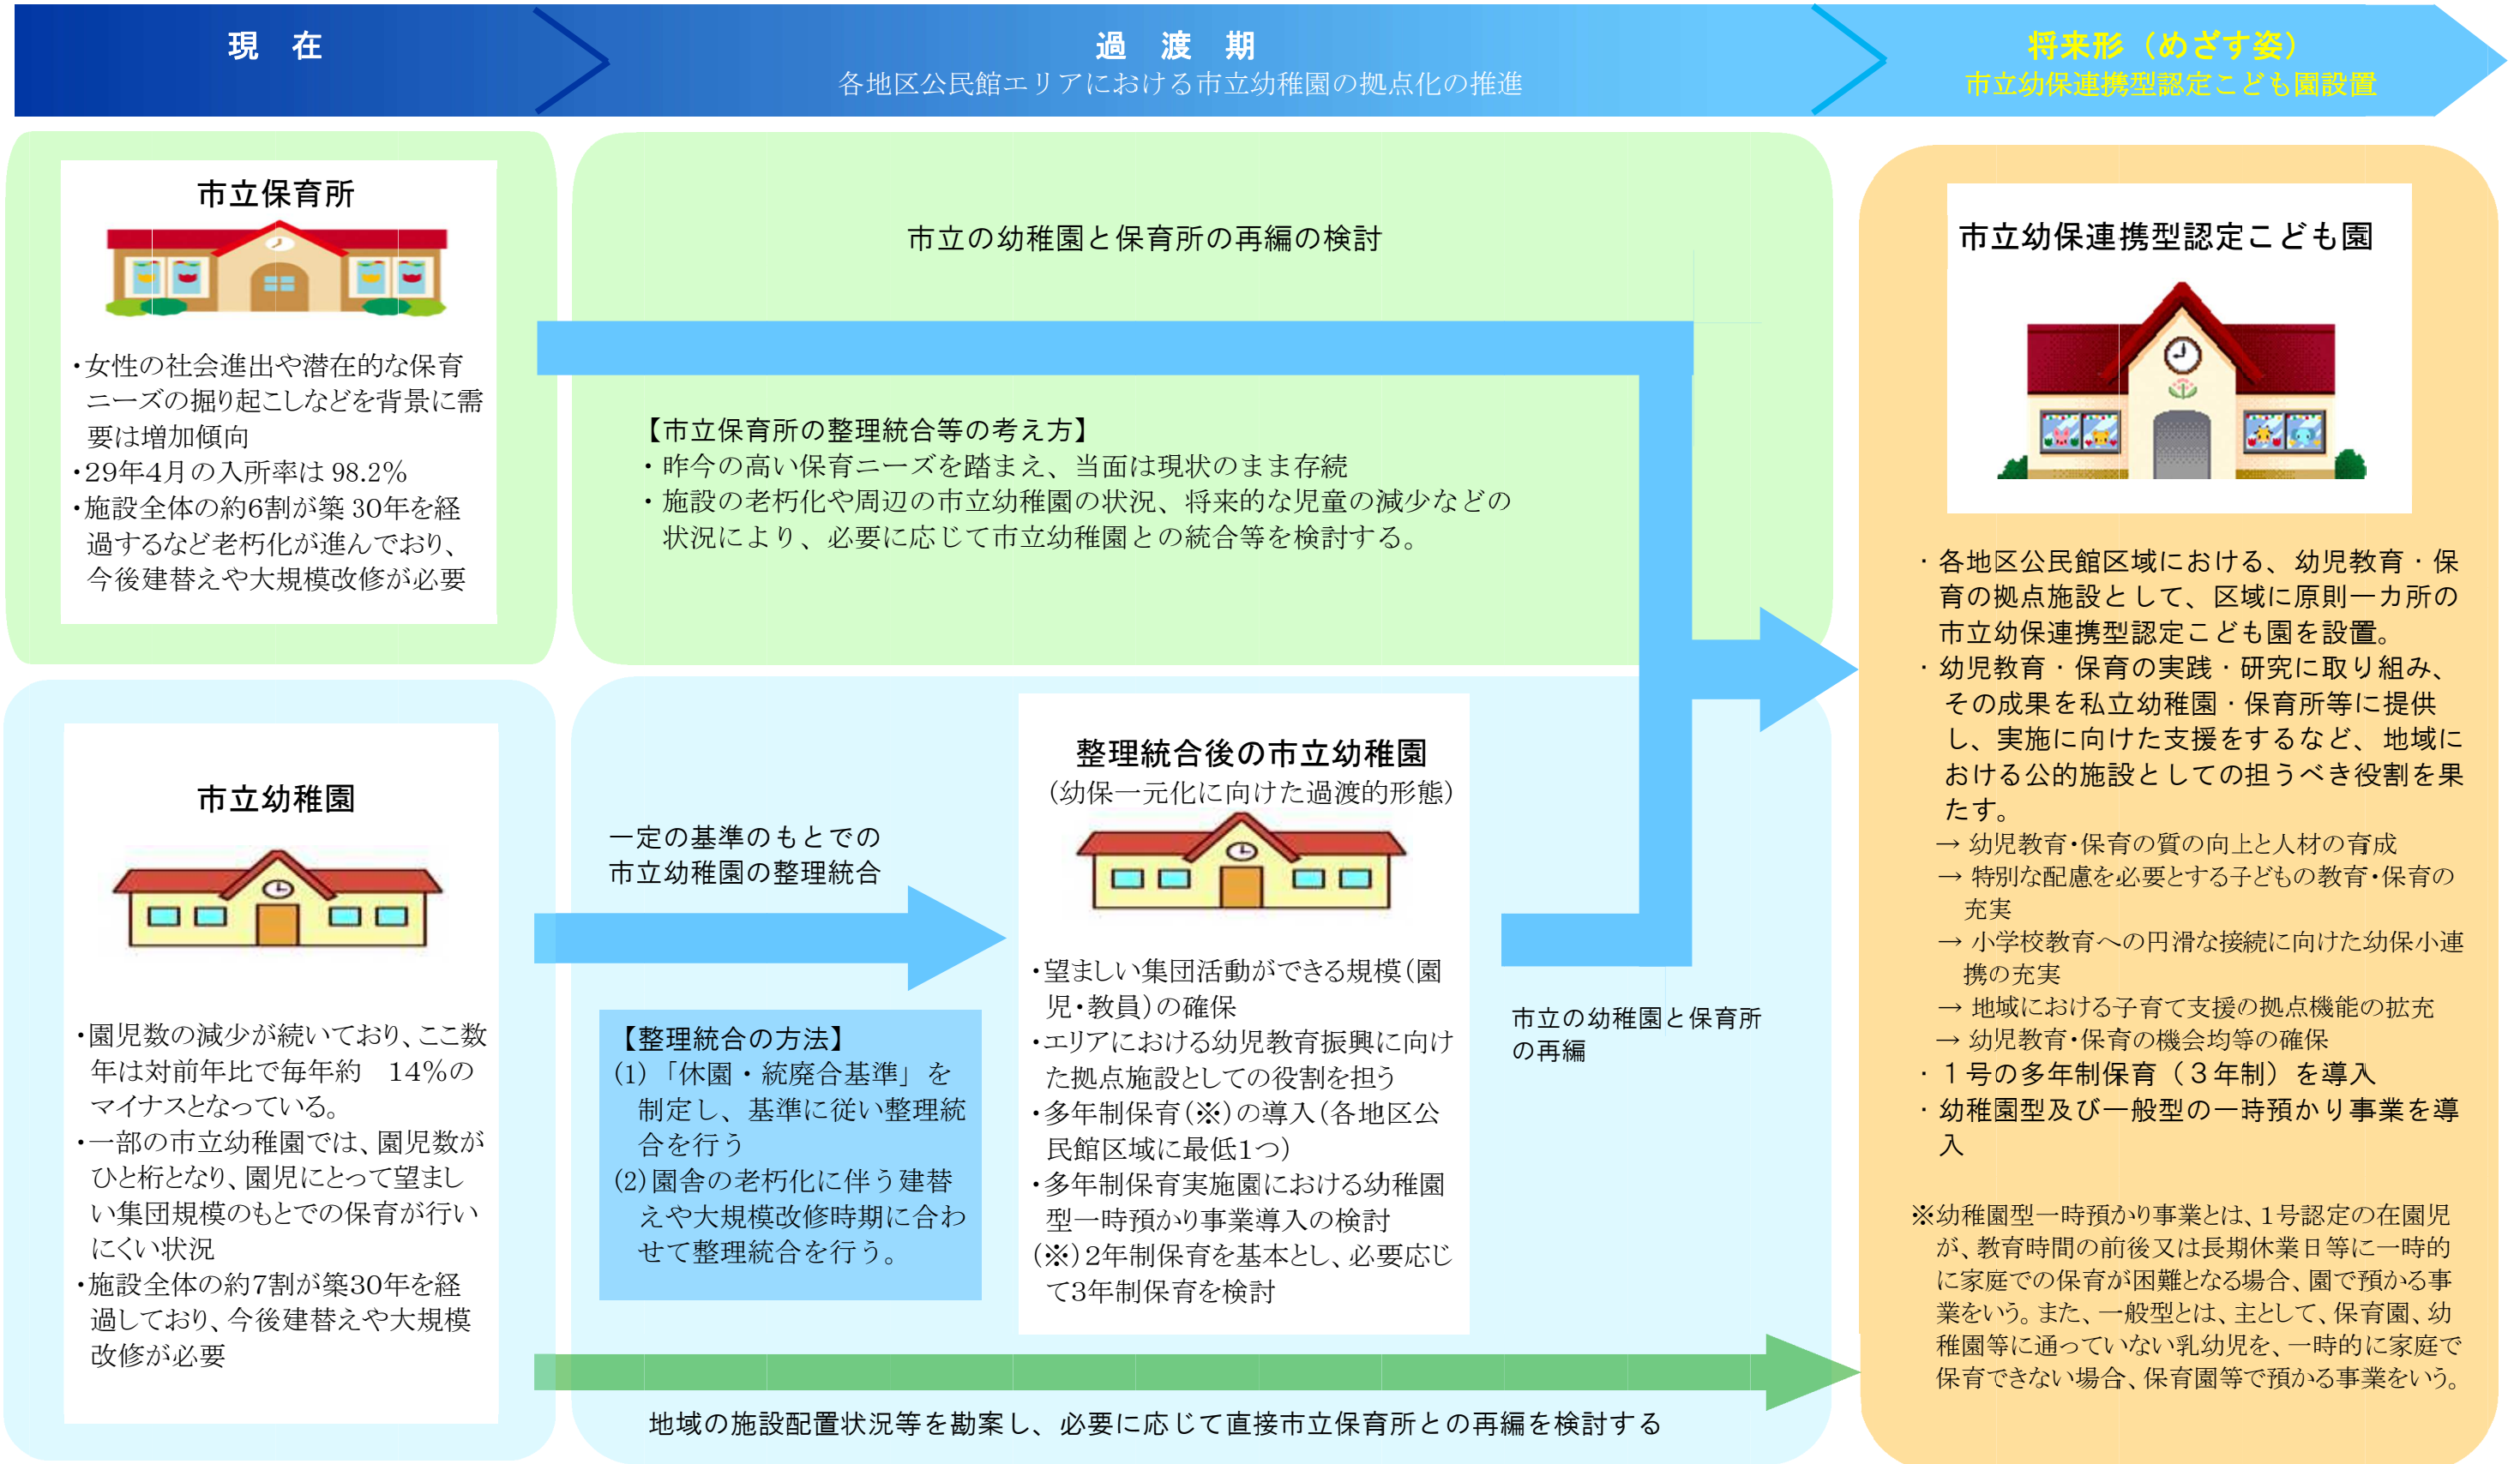 現 在
過 渡 期
各地区公民館エリアにおける市立幼稚園の拠点化の推進
将来形（めざす姿）
市立幼保連携型認定こども園設置
市立保育所
・女性の社会進出や潜在的な保育
ニーズの掘り起こしなどを背景に需
要は増加傾向
・29年4月の入所率は 98.2％
・施設全体の約6割が築 30年を経
過するなど老朽化が進んでおり、
今後建替えや大規模改修が必要
市立の幼稚園と保育所の再編の検討
【市立保育所の整理統合等の考え方】
・昨今の高い保育ニーズを踏まえ、当面は現状のまま存続
・施設の老朽化や周辺の市立幼稚園の状況、将来的な児童の減少などの
状況により、必要に応じて市立幼稚園との統合等を検討する。
市立幼稚園
・園児数の減少が続いており、ここ数
年は対前年比で毎年約 14％の
マイナスとなっている。
・一部の市立幼稚園では、園児数が
ひと桁となり、園児にとって望まし
い集団規模のもとでの保育が行い
にくい状況
・施設全体の約7割が築30年を経
過しており、今後建替えや大規模
改修が必要
一定の基準のもとでの
市立幼稚園の整理統合
【整理統合の方法】
(1)「休園・統廃合基準」を
制定し、基準に従い整理統
合を行う
(2)園舎の老朽化に伴う建替
えや大規模改修時期に合わ
せて整理統合を行う。
整理統合後の市立幼稚園
（幼保一元化に向けた過渡的形態）
・望ましい集団活動ができる規模（園
児・教員）の確保
・エリアにおける幼児教育振興に向け
た拠点施設としての役割を担う
・多年制保育（※）の導入（各地区公
民館区域に最低1つ）
・多年制保育実施園における幼稚園
型一時預かり事業導入の検討
（※）2年制保育を基本とし、必要応じ
て3年制保育を検討
市立の幼稚園と保育所
の再編
地域の施設配置状況等を勘案し、必要に応じて直接市立保育所との再編を検討する
市立幼保連携型認定こども園
・各地区公民館区域における、幼児教育・保
育の拠点施設として、区域に原則一カ所の
市立幼保連携型認定こども園を設置。
・幼児教育・保育の実践・研究に取り組み、
その成果を私立幼稚園・保育所等に提供
し、実施に向けた支援をするなど、地域に
おける公的施設としての担うべき役割を果
たす。
→ 幼児教育・保育の質の向上と人材の育成
→ 特別な配慮を必要とする子どもの教育・保育の
充実
→ 小学校教育への円滑な接続に向けた幼保小連
携の充実
→ 地域における子育て支援の拠点機能の拡充
→ 幼児教育・保育の機会均等の確保
・１号の多年制保育（３年制）を導入
・幼稚園型及び一般型の一時預かり事業を導
入
※幼稚園型一時預かり事業とは、1号認定の在園児
が、教育時間の前後又は長期休業日等に一時的
に家庭での保育が困難となる場合、園で預かる事
業をいう。また、一般型とは、主として、保育園、幼
稚園等に通っていない乳幼児を、一時的に家庭で
保育できない場合、保育園等で預かる事業をいう。